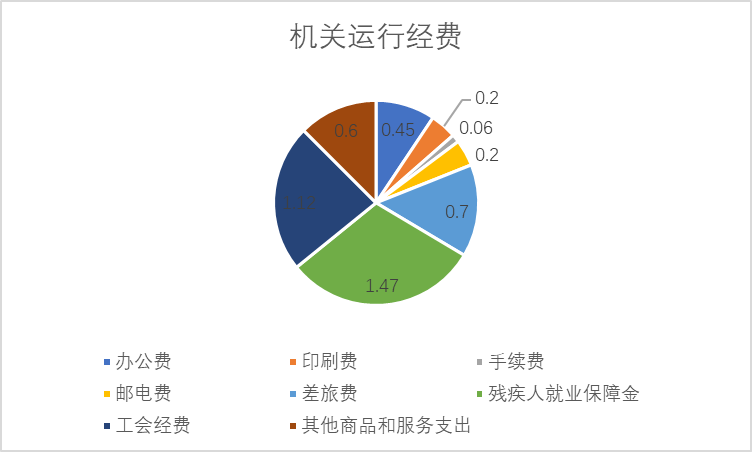 机关运行经费
0.2
0.6
0.45
0.06
0.2
0.7
1.47
办公费
印刷费
手续费
邮电费
差旅费
残疾人就业保障金
工会经费
其他商品和服务支出